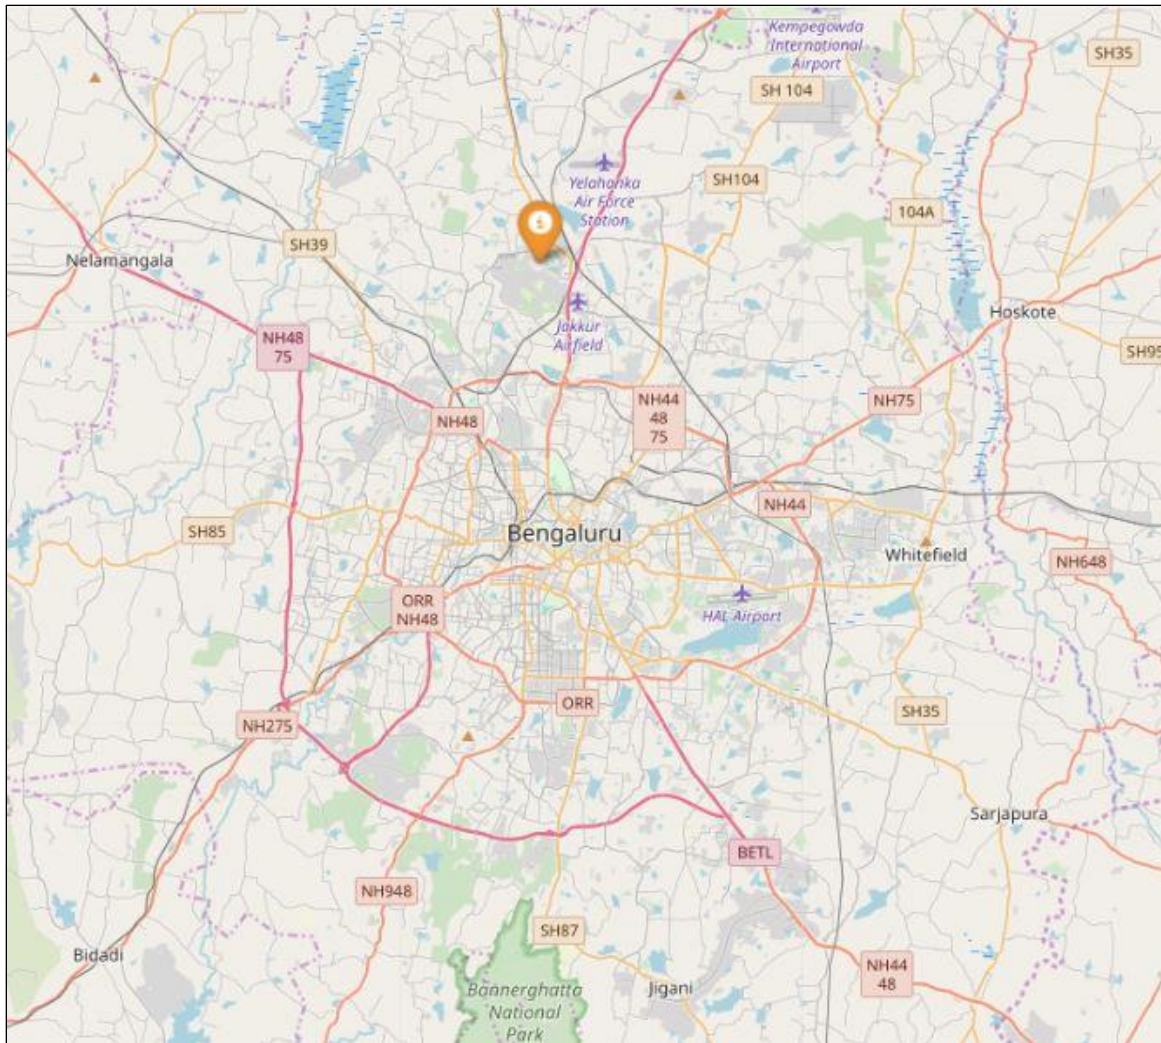 Kempegowda
International
Airport
SH35
SH 104
Yelahanka
Air Force
Station
SH104
104A
SH39
Nelamangala
Jakkur
Airfield
Hoskote
NH48
75
SH95
NH48
NH44
48
75
NH75
NH44
SH85
Bengaluru
Whitefield
NH648
ORR
NH48
HAL Airport
ORR
SH35
NH275
Sarjapura
BETL
NH948
SH87
Bidadi
NH44
48
Jigani
Bannerghatta
National
Park